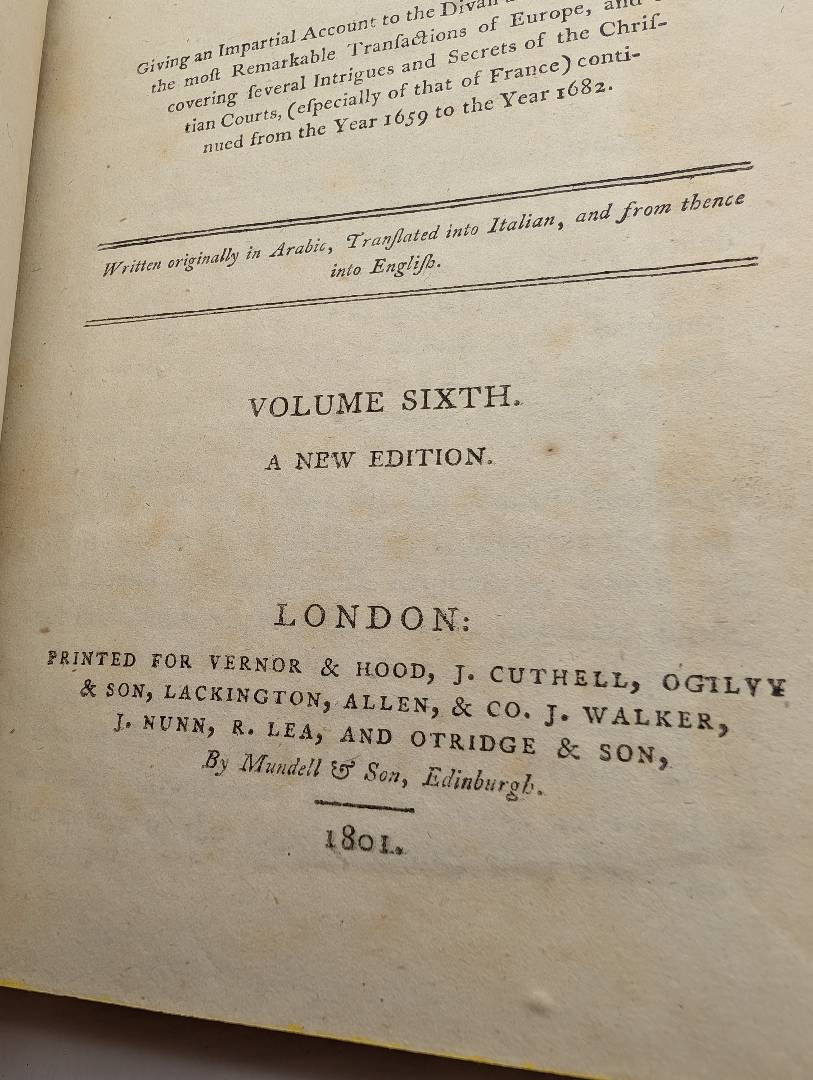 Giving an Impartial Account to the Divan
the moſt Remarkable Tranſactions of Europe, and
covering ſeveral Intrigues and Secrets of the Chriſ-
tian Courts, (eſpecially of that of France) conti-
nued from the Year 1659 to the Year 1682.
Written originally in Arabic, Tranſlated into Italian, and from thence
into Engliſh.
VOLUME SIXTH.
A NEW EDITION.
LONDON:
PRINTED FOR VERNOR & HOOD, J. CUTHELL, OGILVY
& SON, LACKINGTON, ALLEN, & CO. J. WALKER,
J. NUNN, R. LEA, AND OTRIDGE & SON,
By Mundell & Son, Edinburgh.
1801.